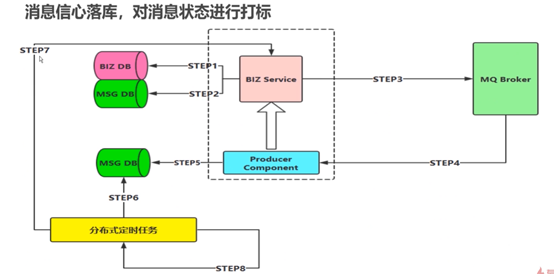 消息信心落库，对消息状态进行打标
STEP7
BIZ DB
STEP1
BIZ Service
MSG DB
STEP2
STEP3
MQ Broker
MSG DB
STEP5
Producer
Component
STEP4
STEP6
分布式定时任务
STEP8